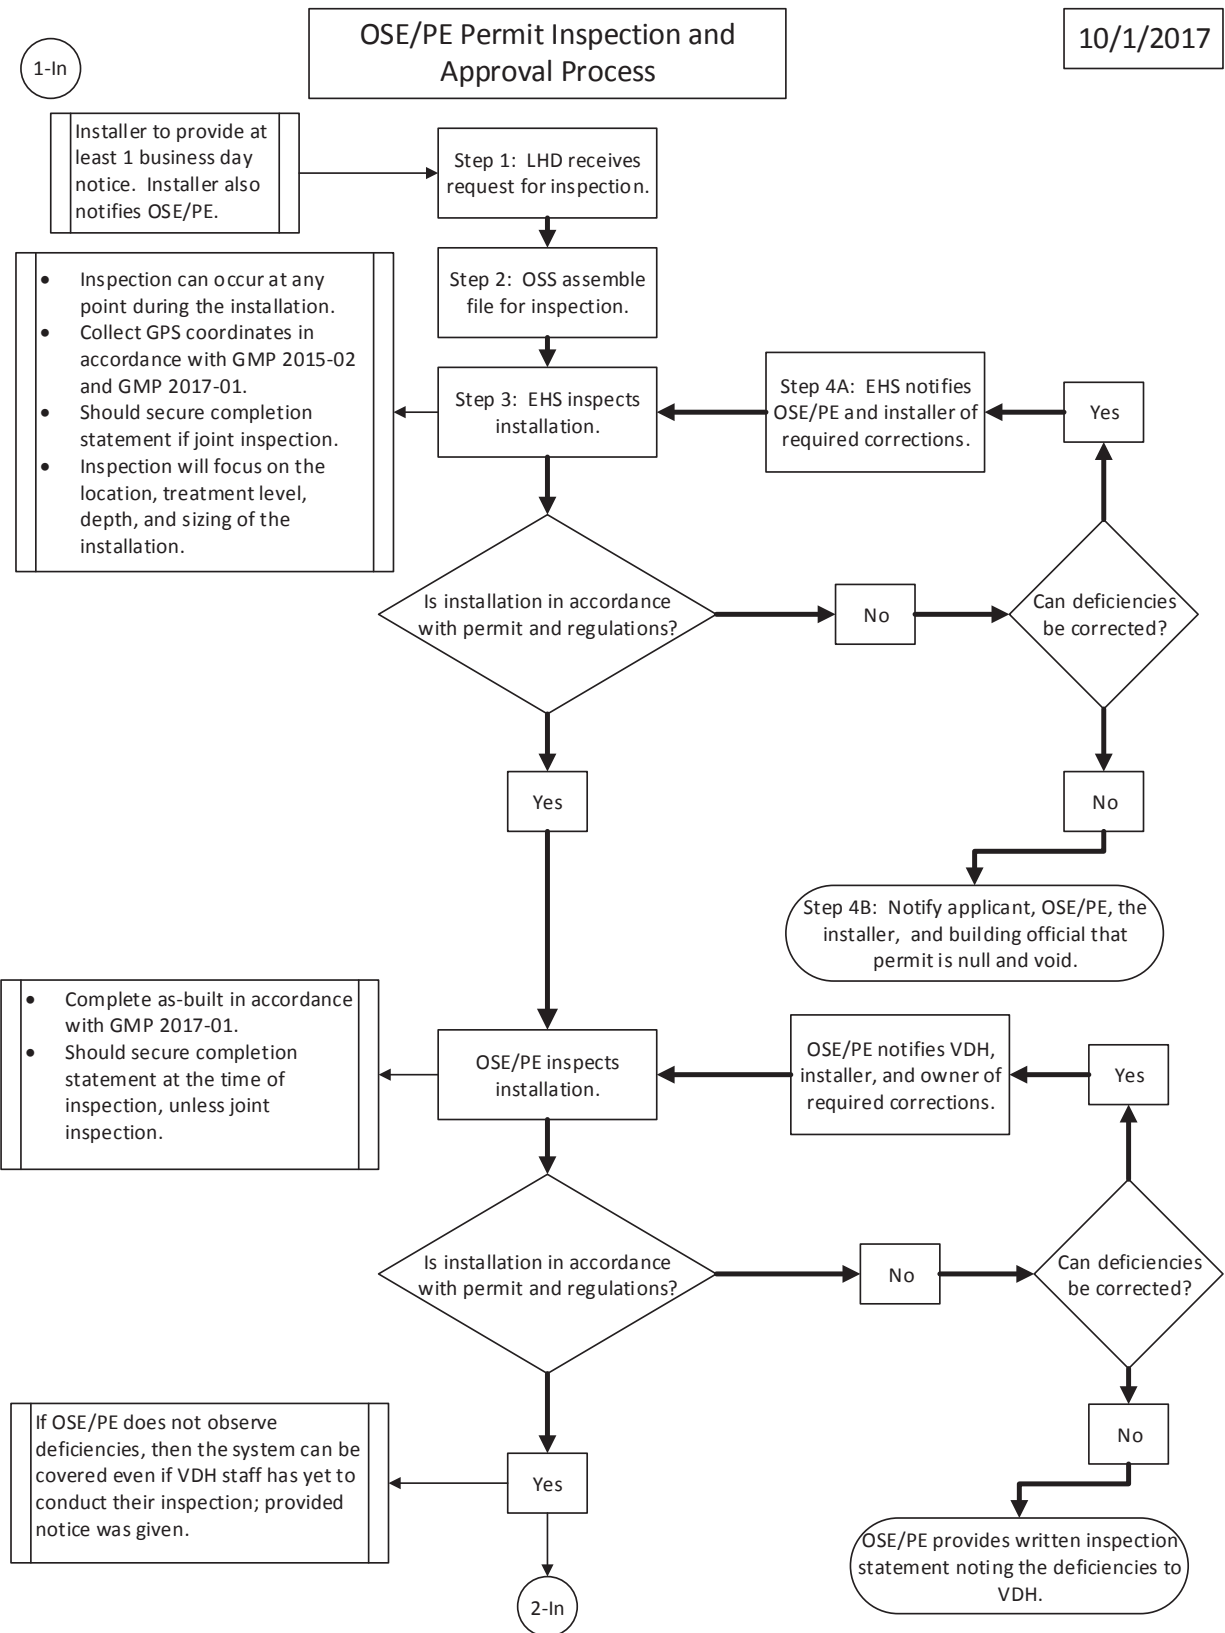 OSE/PE Permit Inspection and
Approval Process
10/1/2017
1-In
Installer to provide at
least 1 business day
notice. Installer also
notifies OSE/PE.
Step 1: LHD receives
request for inspection.
• Inspection can occur at any
point during the installation.
• Collect GPS coordinates in
accordance with GMP 2015-02
and GMP 2017-01.
• Should secure completion
statement if joint inspection.
• Inspection will focus on the
location, treatment level,
depth, and sizing of the
installation.
Step 2: OSS assemble
file for inspection.
Step 3: EHS inspects
installation.
Step 4A: EHS notifies
OSE/PE and installer of
required corrections.
Yes
Is installation in accordance
with permit and regulations?
No
Can deficiencies
be corrected?
Yes
No
Step 4B: Notify applicant, OSE/PE, the
installer, and building official that
permit is null and void.
• Complete as-built in accordance
with GMP 2017-01.
• Should secure completion
statement at the time of
inspection, unless joint
inspection.
OSE/PE inspects
installation.
OSE/PE notifies VDH,
installer, and owner of
required corrections.
Yes
Is installation in accordance
with permit and regulations?
No
Can deficiencies
be corrected?
If OSE/PE does not observe
deficiencies, then the system can be
covered even if VDH staff has yet to
conduct their inspection; provided
notice was given.
Yes
No
OSE/PE provides written inspection
statement noting the deficiencies to
VDH.
2-In